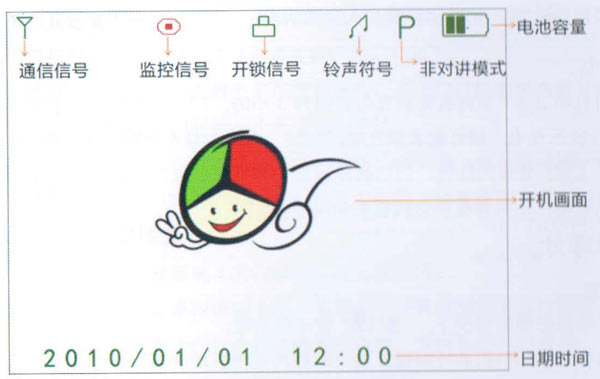 P
电池容量
通信信号 监控信号 开锁信号 铃声符号 非对讲模式
开机画面
2010/01/01 12:00
日期时间